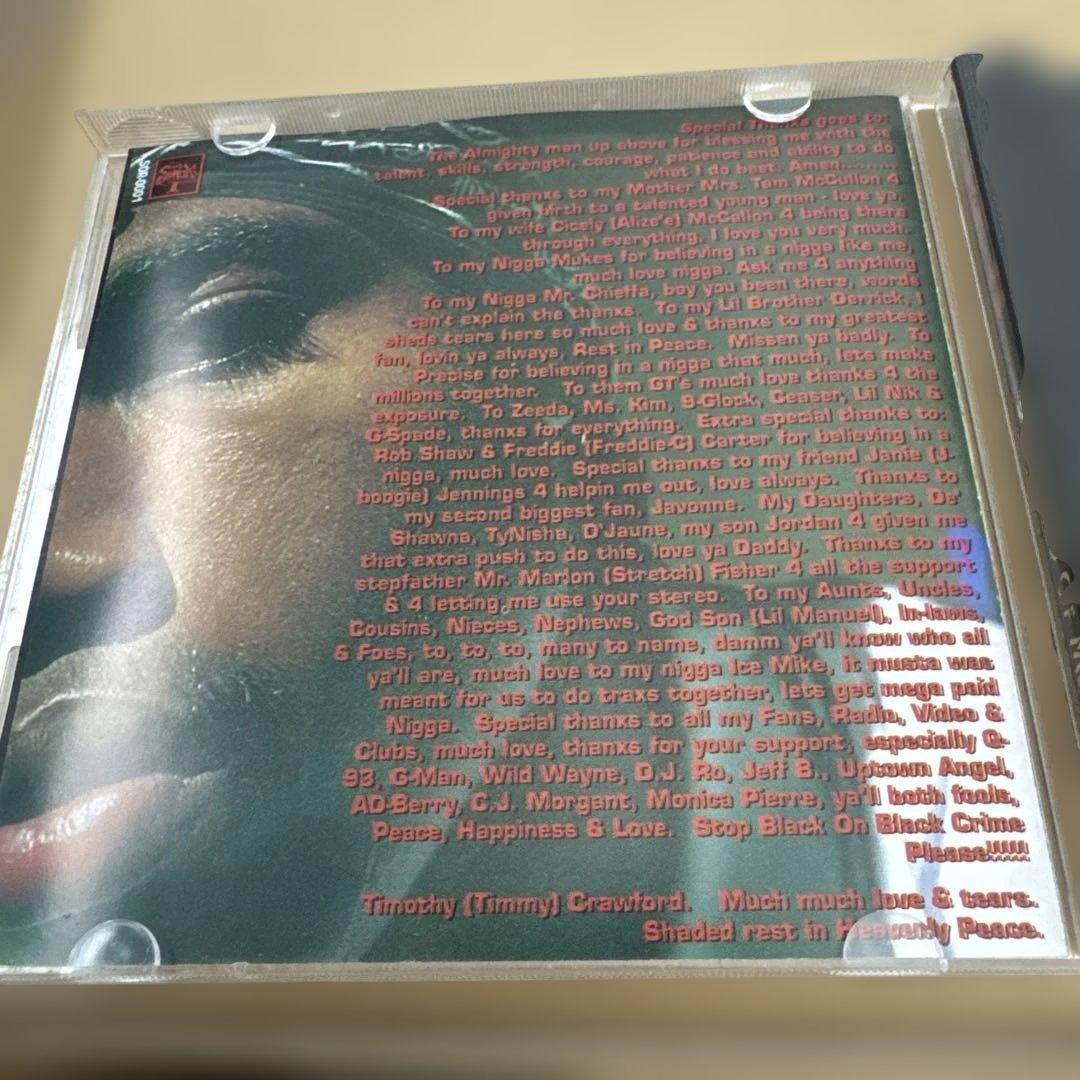 SOR-0001
Special Thanxs goes to:
The Almighty man up above for blessing me with the
talent, skills, strength, courage, patience and ability to do
what I do best. Amen.........
Special thanxs to my Mother Mrs. Tam McCullon 4
given birth to a talented young man - love ya.
To my wife Cicely (Alize'e) McCallon 4 being there
through everything, I love you very much
To my Nigga Mukes for believing in a nigga like me,
much love nigga. Ask me 4 anything
To my Nigga Mr. Chieffa, boy you been there, words
can't explain the thanxs. To my Lil Brother Derrick, I
sheds tears here so much love & thanxs to my greatest
fan, lovin ya always, Rest in Peace. Missen ya badly. To
Precise for believing in a nigga that much, lets make
millions together. To them GT's much love thanks 4 the
exposure. To Zeeda, Ms. Kim, 9-Glock, Ceaser, Lil Nik &
G-Spade, thanxs for everything. Extra special thanks to:
Rob Shaw & Freddie (Freddie-C) Carter for believing in a
nigga, much love. Special thanxs to my friend Janie (J-
boogie) Jennings 4 helpin me out, love always. Thanxs to
my second biggest fan, Javonne. My Daughters, De'
Shawna, TyNisha, D'Jaune, my son Jordan 4 given me
that extra push to do this, love ya Daddy. Thanxs to my
stepfather Mr. Marlon (Stretch) Fisher 4 all the support
& 4 letting me use your stereo. To my Aunts, Uncles,
Cousins, Nieces, Nephews, God Son (Lil Manuel), In-laws,
& Foes, to, to, to, many to name, damm ya'll know who all
ya'll are, much love to my nigga Ice Mike, it musta was
meant for us to do traxs together, lets get mega paid
Nigga. Special thanxs to all my Fans, Radio, Video &
Clubs, much love, thanxs for your support, especially Q-
93, G-Man, Wild Wayne, D.J. Ro, Jeff B., Uptown Angel,
AD-Berry, C.J. Morgant, Monica Pierre, ya'll both fools,
Peace, Happiness & Love. Stop Black On Black Crime
Please!!!!!
Timothy (Timmy) Crawford. Much much love & tears.
Shaded rest in Heavenly Peace.